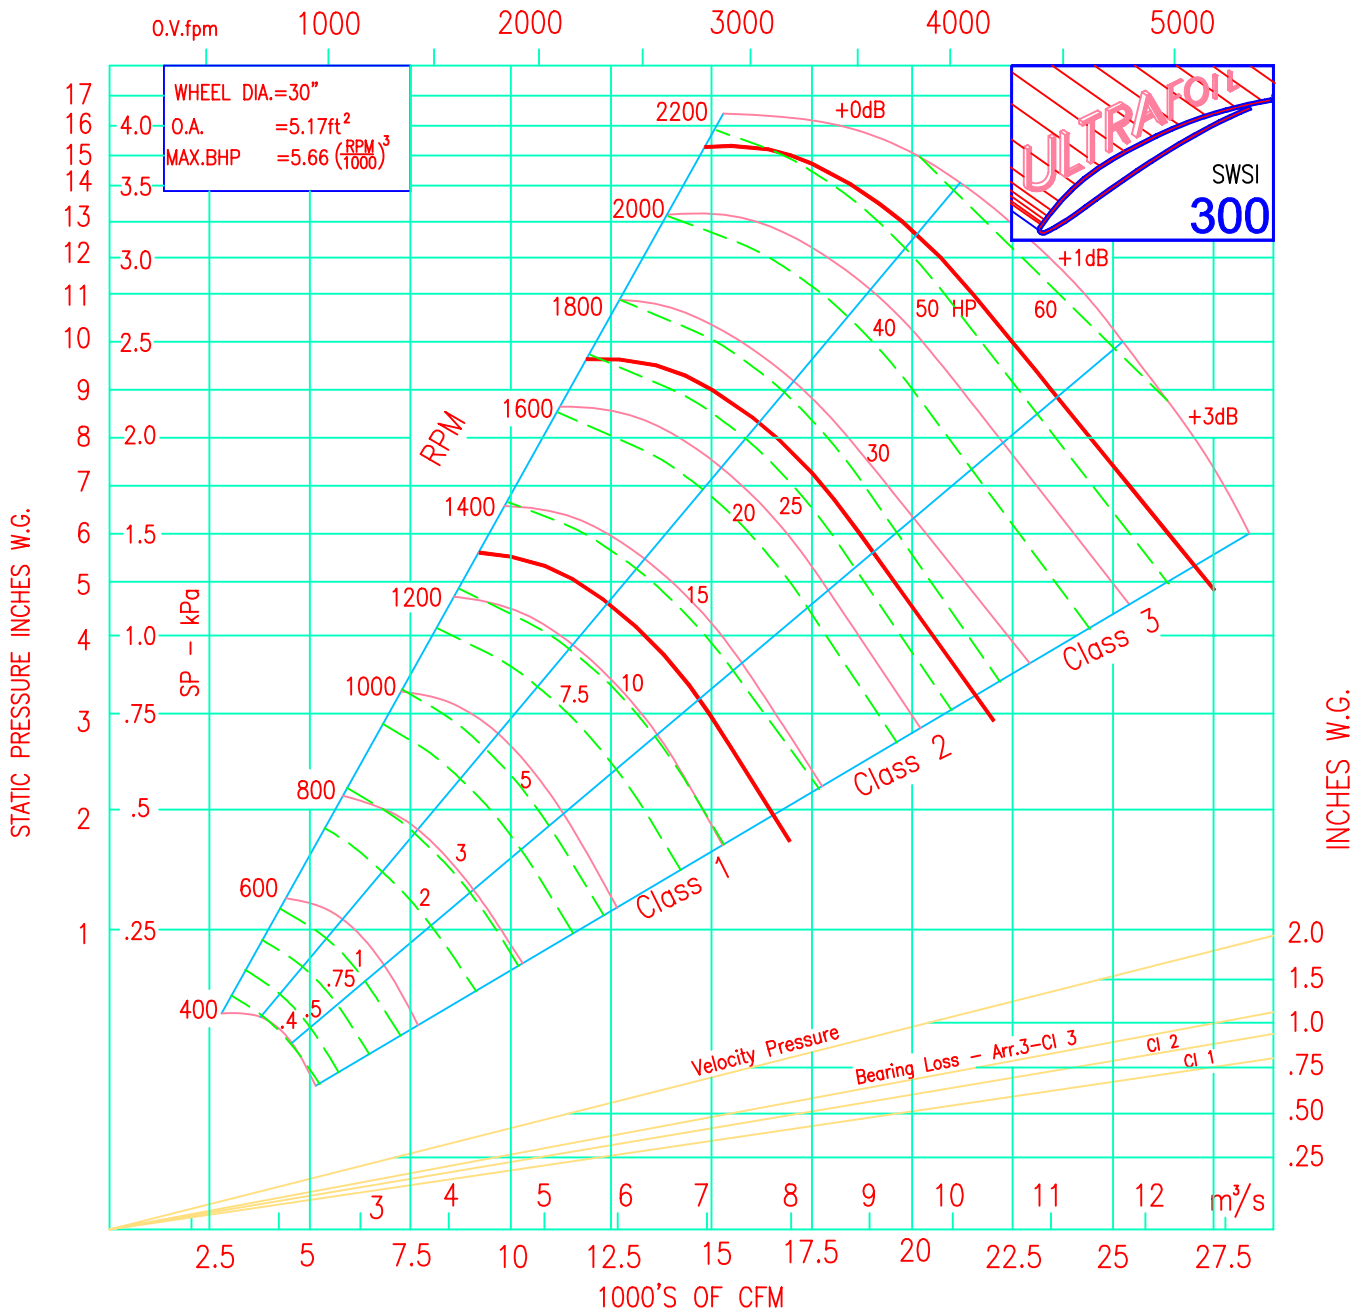 O.V.fpm 1000 2000 3000 4000 5000
WHEEL DIA.=30"
O.A. =5.17ft²
MAX.BHP =5.66 (RPM/1000)³
ULTRAFOIL
SWSI
300
17
16
15
14
13
12
11
10
9
8
7
6
5
4
3
2
1
4.0
3.5
3.0
2.5
2.0
1.5
1.0
.75
.5
.25
STATIC PRESSURE INCHES W.G.
SP - kPa
RPM
2200
2000
1800
1600
1400
1200
1000
800
600
400
+0dB
+1dB
+3dB
50 HP
60
40
30
25
20
15
10
7.5
5
3
2
1
.75
.5
.4
Class 3
Class 2
Class 1
Velocity Pressure
Bearing Loss - Arr.3-Cl 3
Cl 2
Cl 1
INCHES W.G.
2.0
1.5
1.0
.75
.50
.25
3 4 5 6 7 8 9 10 11 12 m³/s
2.5 5 7.5 10 12.5 15 17.5 20 22.5 25 27.5
1000'S OF CFM